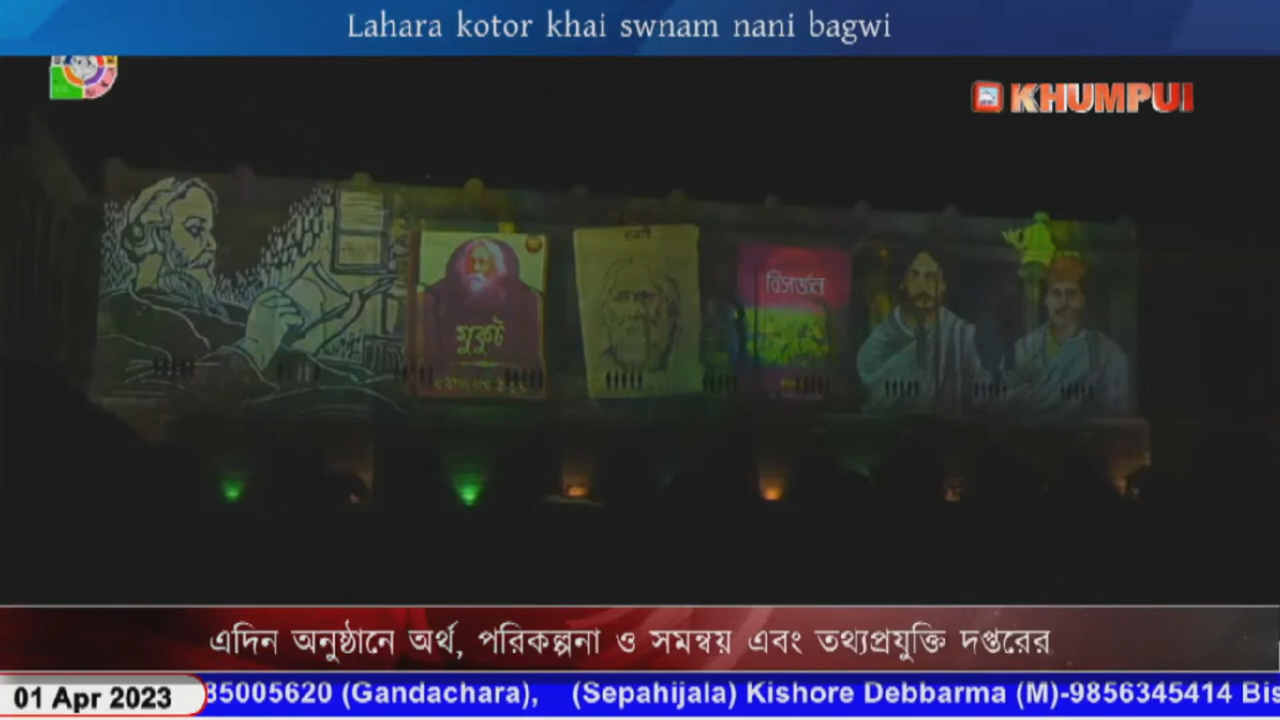 Lahara kotor khai swnam nani bagwi
KHUMPUI
মুকুট
বিসর্জন
এদিন অনুষ্ঠানে অর্থ, পরিকল্পনা ও সমন্বয় এবং তথ্যপ্রযুক্তি দপ্তরের
01 Apr 2023
35005620 (Gandachara), (Sepahijala) Kishore Debbarma (M)-9856345414 Bis